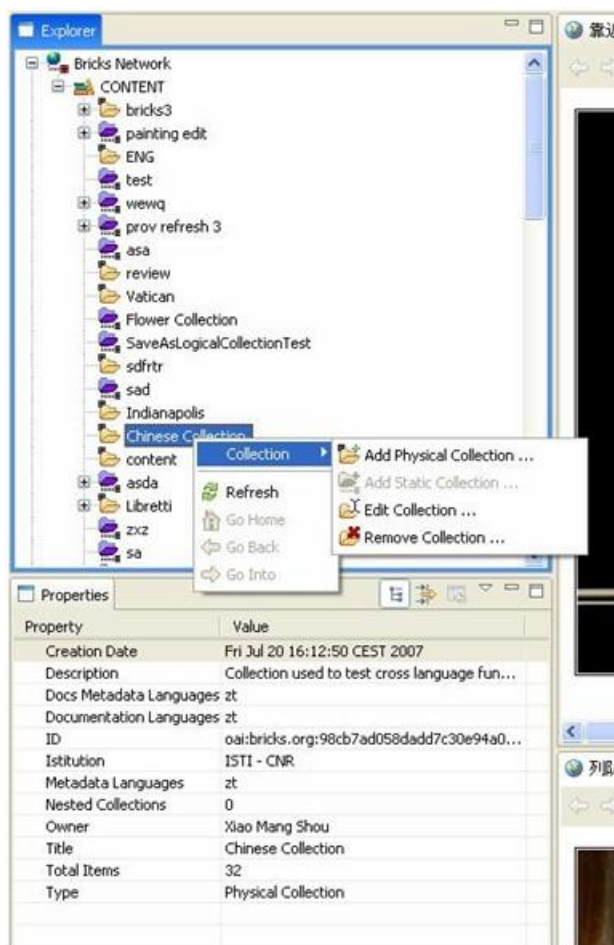 Explorer
Bricks Network
CONTENT
bricks3
painting edit
ENG
test
wewq
prov refresh 3
asa
review
Vatican
Flower Collection
SaveAsLogicalCollectionTest
sdfrtr
sad
Indianapolis
Chinese Collection
content
asda
Libretti
zxz
sa
Collection
Refresh
Go Home
Go Back
Go Into
Add Physical Collection ...
Add Static Collection ...
Edit Collection ...
Remove Collection ...
Properties
Property Value
Creation Date Fri Jul 20 16:12:50 CEST 2007
Description Collection used to test cross language fun...
Docs Metadata Languages zt
Documentation Languages zt
ID oai:bricks.org:98cb7ad058dadd7c30e94a0...
Istitution ISTI - CNR
Metadata Languages zt
Nested Collections 0
Owner Xiao Mang Shou
Title Chinese Collection
Total Items 32
Type Physical Collection
靠近